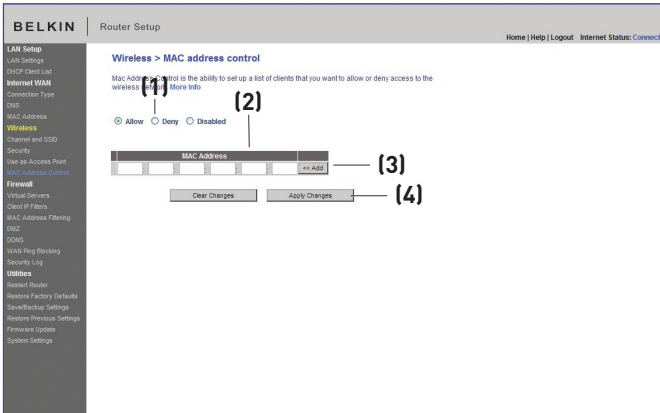 BELKIN
Router Setup
Home | Help | Logout Internet Status: Connect
LAN Setup
LAN Settings
DHCP Client List
Internet WAN
Connection Type
DNS
MAC Address
Wireless
Channel and SSID
Security
Use as Access Point
MAC Address Control
Firewall
Virtual Servers
Client IP Filters
MAC Address Filtering
DMZ
DDNS
WAN Ping Blocking
Security Log
Utilities
Restart Router
Restore Factory Defaults
Save/Backup Settings
Restore Previous Settings
Firmware Update
System Settings
Wireless > MAC address control
Mac Address Control is the ability to set up a list of clients that you want to allow or deny access to the
wireless network. More Info
(1)
(2)
Allow Deny Disabled
MAC Address
<< Add
(3)
Clear Changes Apply Changes
(4)